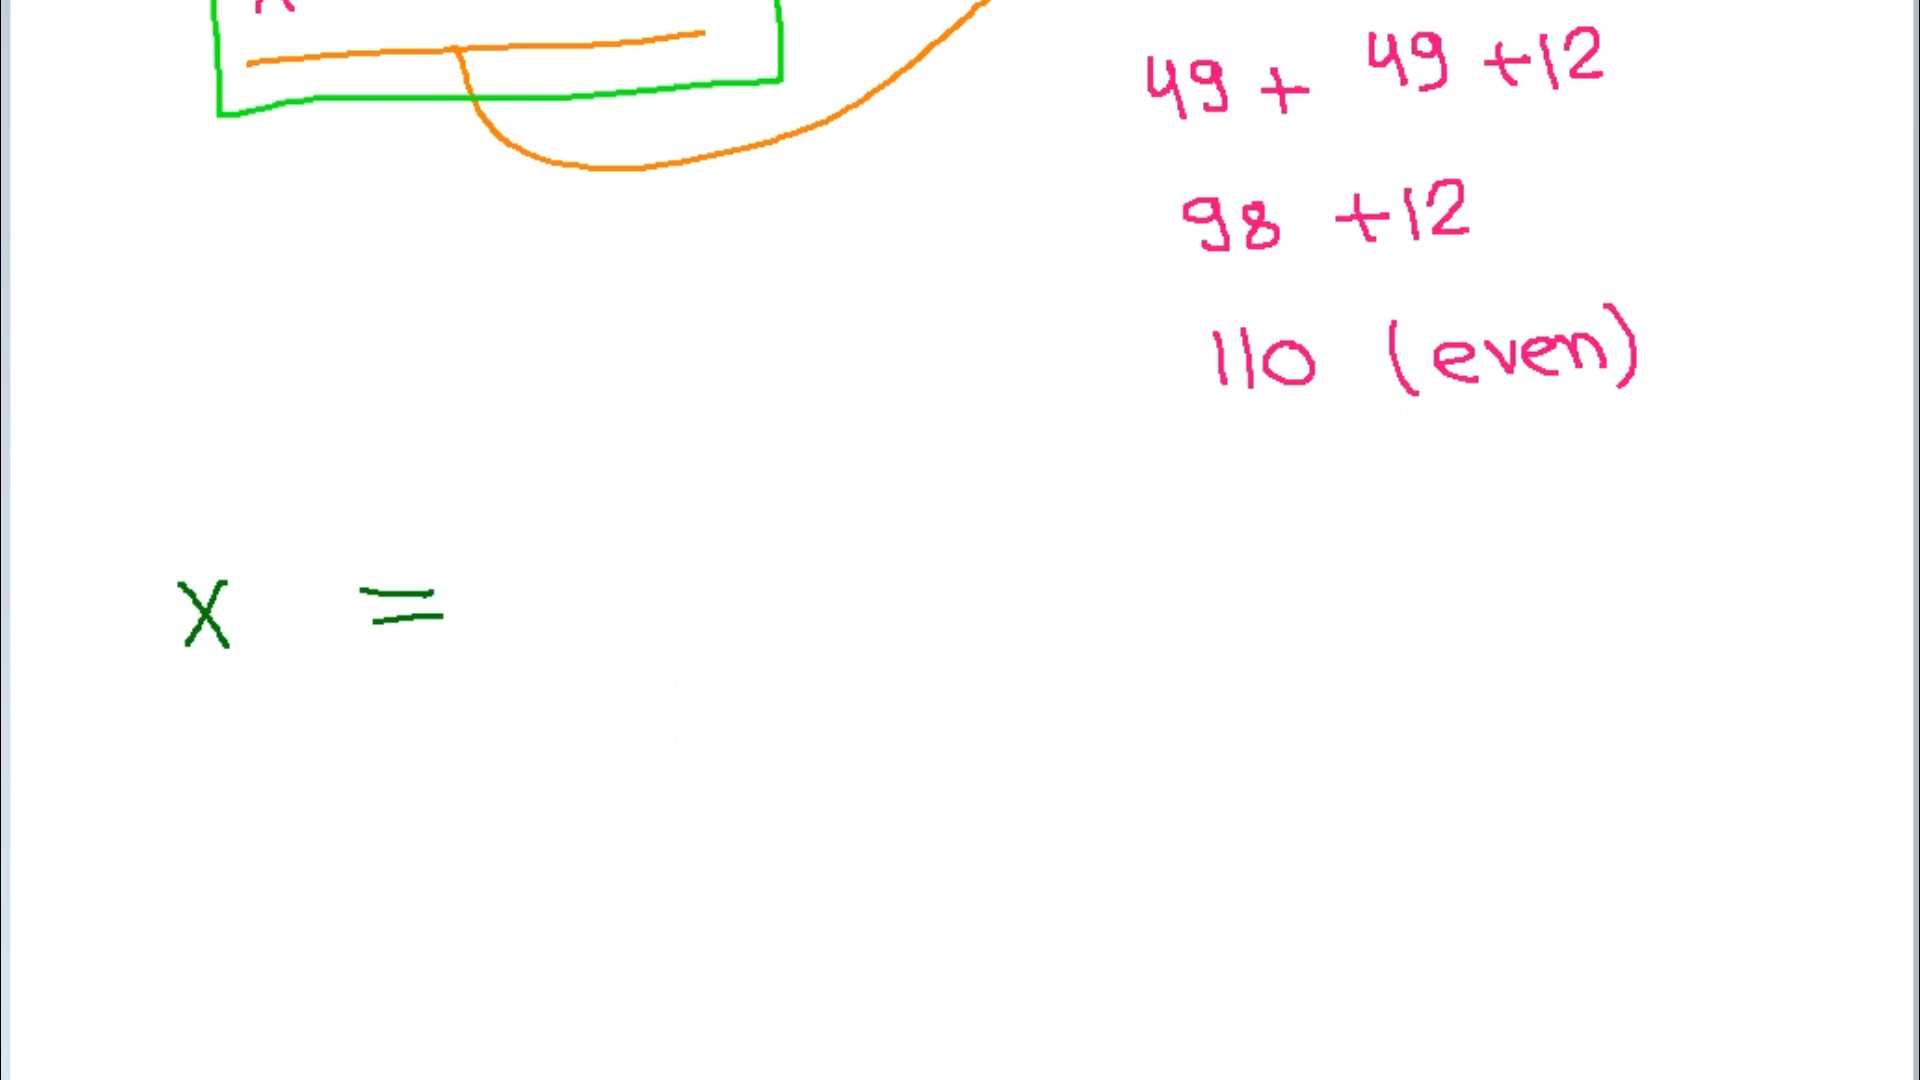 49 + 49 +12
98 +12
110 (even)
X =